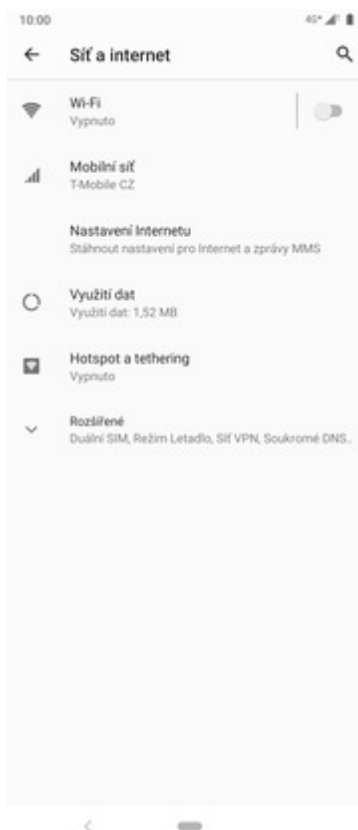 10:00
4G+
Síť a internet
Wi-Fi
Vypnuto
Mobilní síť
T-Mobile CZ
Nastavení Internetu
Stáhnout nastavení pro Internet a zprávy MMS
Využití dat
Využití dat: 1,52 MB
Hotspot a tethering
Vypnuto
Rozšířené
Duální SIM, Režim Letadlo, Síť VPN, Soukromé DNS..